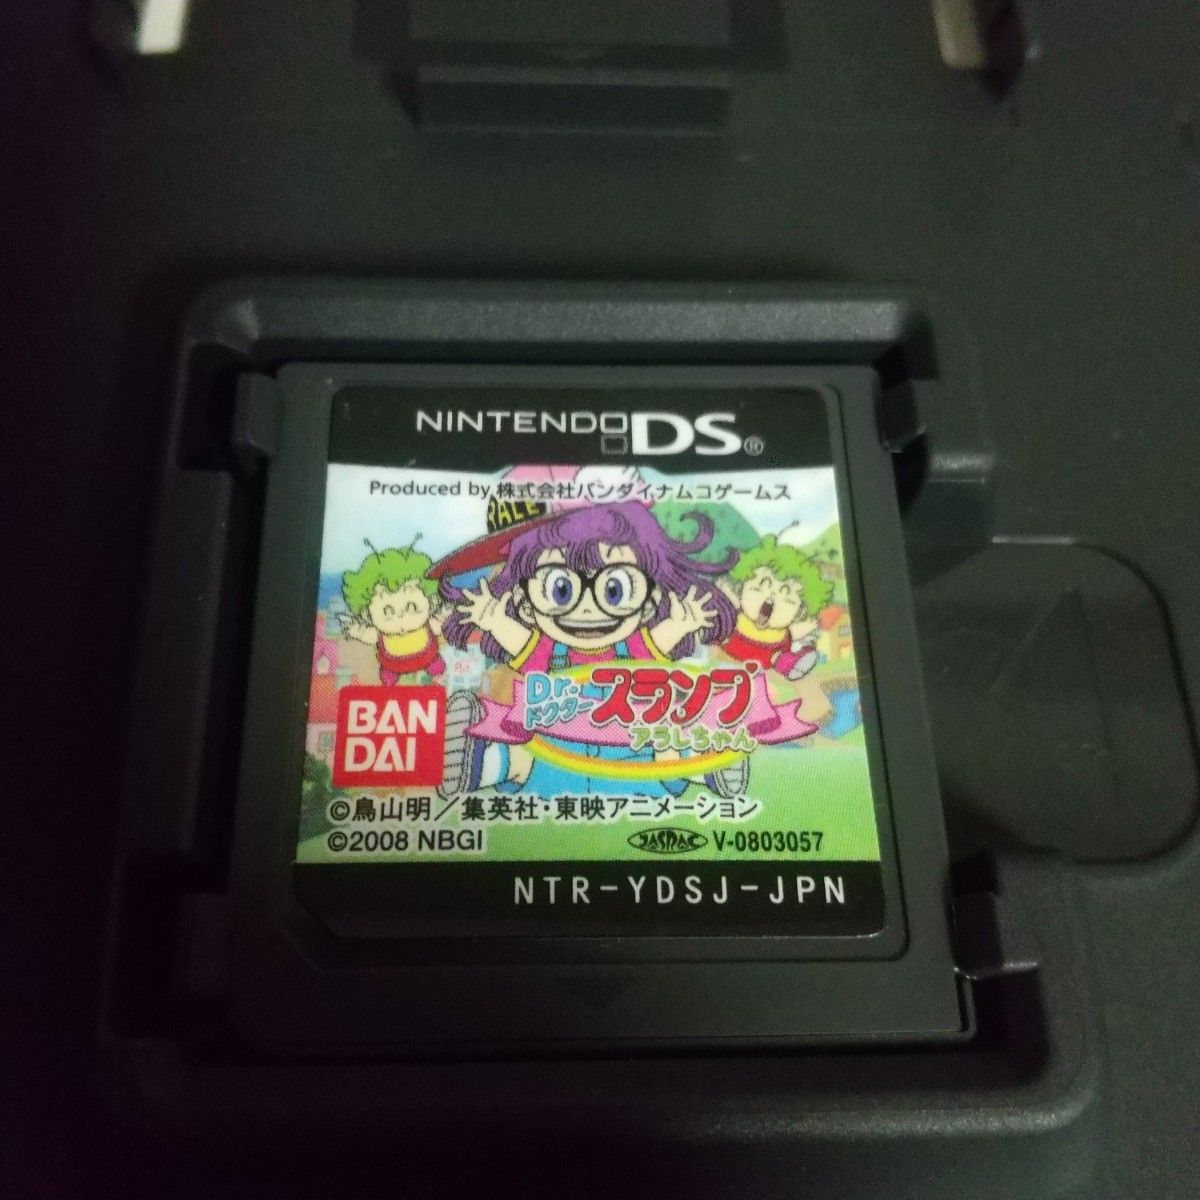 NINTENDO DS®
Produced by 株式会社バンダイナムコゲームス
PALE
Dr.スランプ
ドクター
アラレちゃん
BAN
DAI
©鳥山明／集英社・東映アニメーション
©2008 NBGI
JASRAC V-0803057
NTR-YDSJ-JPN